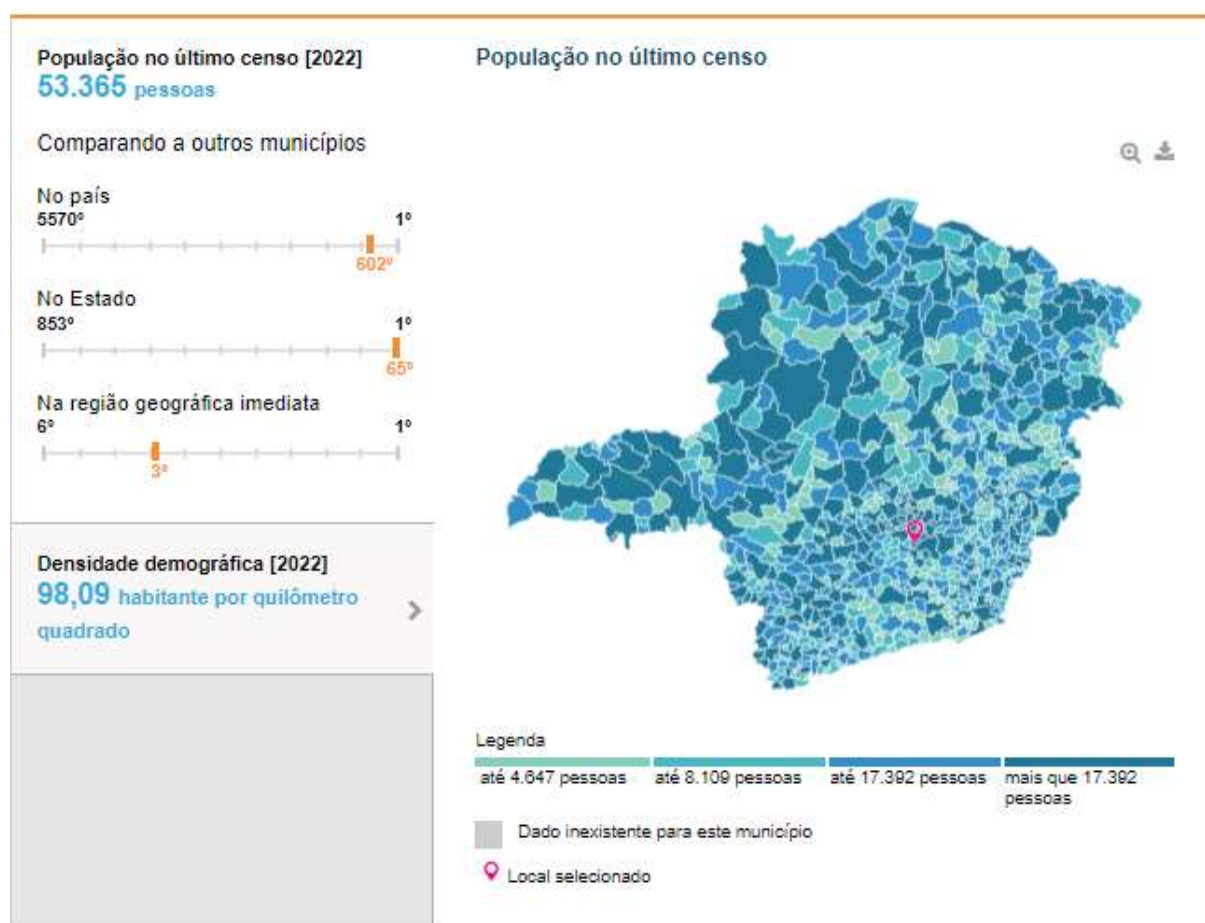 População no último censo [2022]
53.365 pessoas
Comparando a outros municípios
No país
5570º 1º
602º
No Estado
853º 1º
65º
Na região geográfica imediata
6º 1º
3º
Densidade demográfica [2022]
98,09 habitante por quilômetro
quadrado
População no último censo
Legenda
até 4.647 pessoas
até 8.109 pessoas
até 17.392 pessoas
mais que 17.392
pessoas
Dado inexistente para este município
Local selecionado